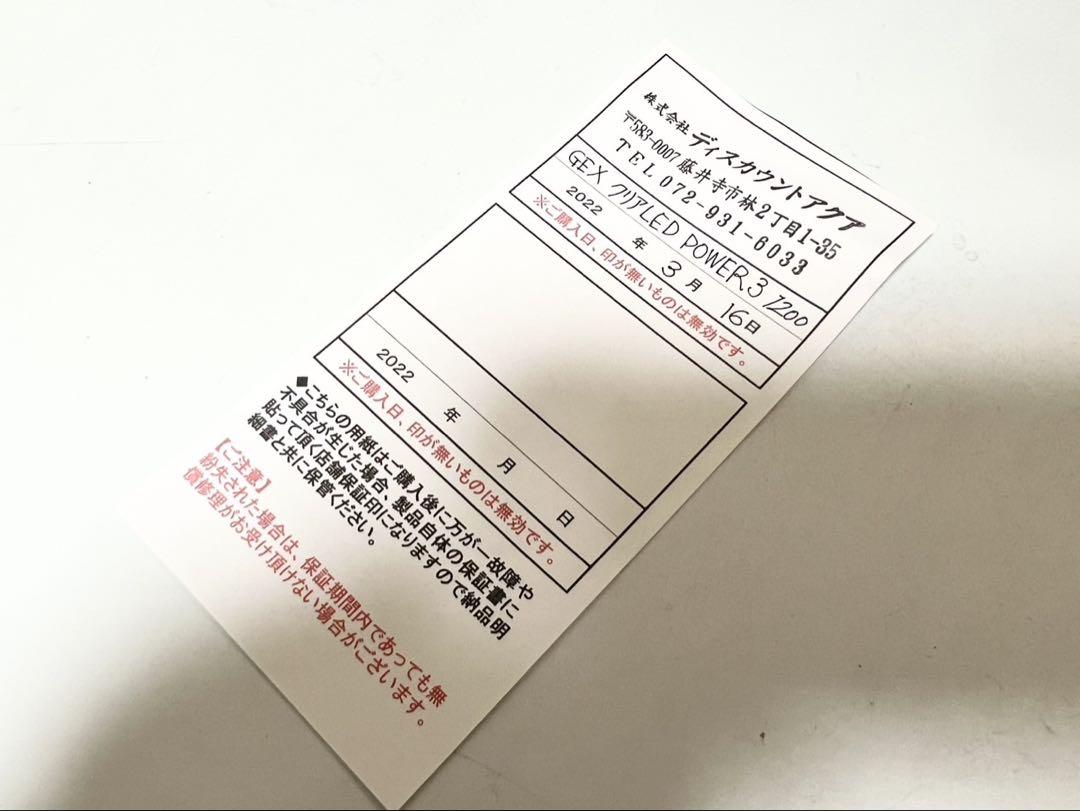 株式会社 ディスカウントアクア
〒583-0007 藤井寺市林2丁目1-35
TEL 072-931-6033
GEX クリアLED POWER3 1200
2022 年 3 月 16 日
※ご購入日、印が無いものは無効です。
2022 年 月 日
※ご購入日、印が無いものは無効です。
◆こちらの用紙はご購入後に万が一故障や
不具合が生じた場合、製品自体の保証書に
貼って頂く店舗保証印になりますので納品明
細書と共に保管ください。
【ご注意】
紛失された場合は、保証期間内であっても無
償修理がお受け頂けない場合がございます。